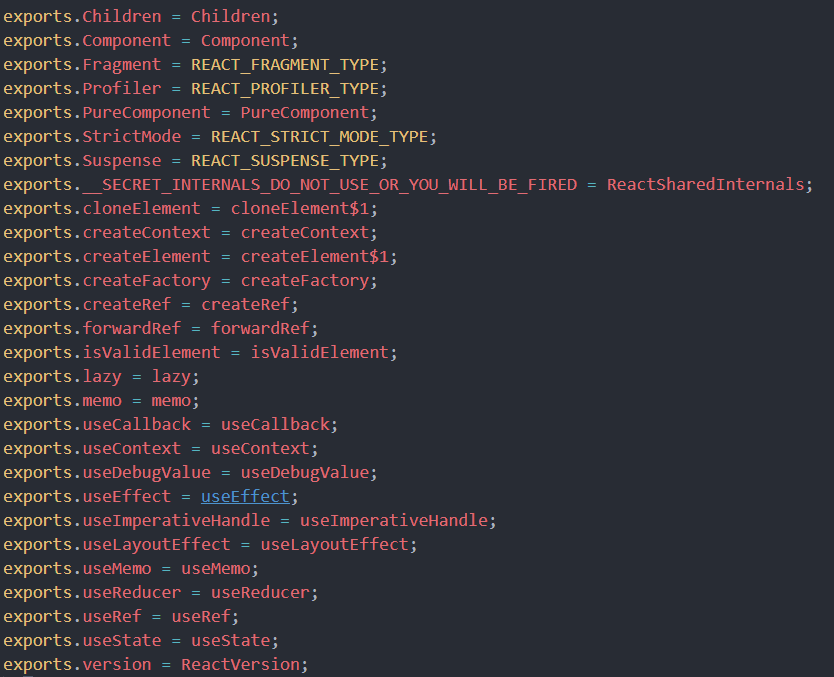 exports.Children = Children;
exports.Component = Component;
exports.Fragment = REACT_FRAGMENT_TYPE;
exports.Profiler = REACT_PROFILER_TYPE;
exports.PureComponent = PureComponent;
exports.StrictMode = REACT_STRICT_MODE_TYPE;
exports.Suspense = REACT_SUSPENSE_TYPE;
exports.__SECRET_INTERNALS_DO_NOT_USE_OR_YOU_WILL_BE_FIRED = ReactSharedInternals;
exports.cloneElement = cloneElement$1;
exports.createContext = createContext;
exports.createElement = createElement$1;
exports.createFactory = createFactory;
exports.createRef = createRef;
exports.forwardRef = forwardRef;
exports.isValidElement = isValidElement;
exports.lazy = lazy;
exports.memo = memo;
exports.useCallback = useCallback;
exports.useContext = useContext;
exports.useDebugValue = useDebugValue;
exports.useEffect = useEffect;
exports.useImperativeHandle = useImperativeHandle;
exports.useLayoutEffect = useLayoutEffect;
exports.useMemo = useMemo;
exports.useReducer = useReducer;
exports.useRef = useRef;
exports.useState = useState;
exports.version = ReactVersion;